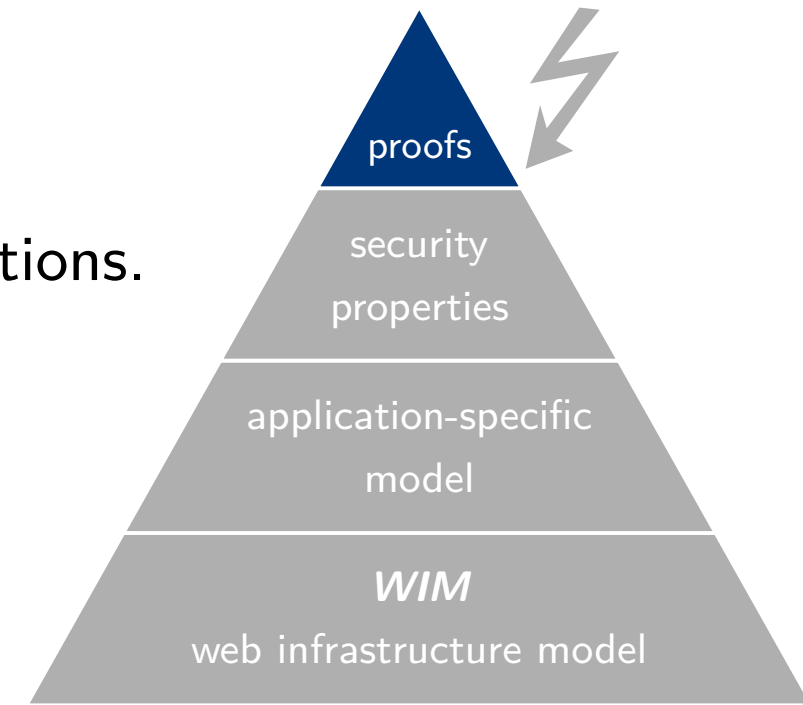 proofs
security
tions.
properties
application-specific
model
WIM
web infrastructure model